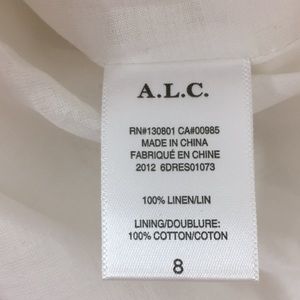 A.L.C.
RN#130801 CA#00985
MADE IN CHINA
FABRIQUÉ EN CHINE
2012 6DRES01073
100% LINEN/LIN
LINING/DOUBLURE:
100% COTTON/COTON
8